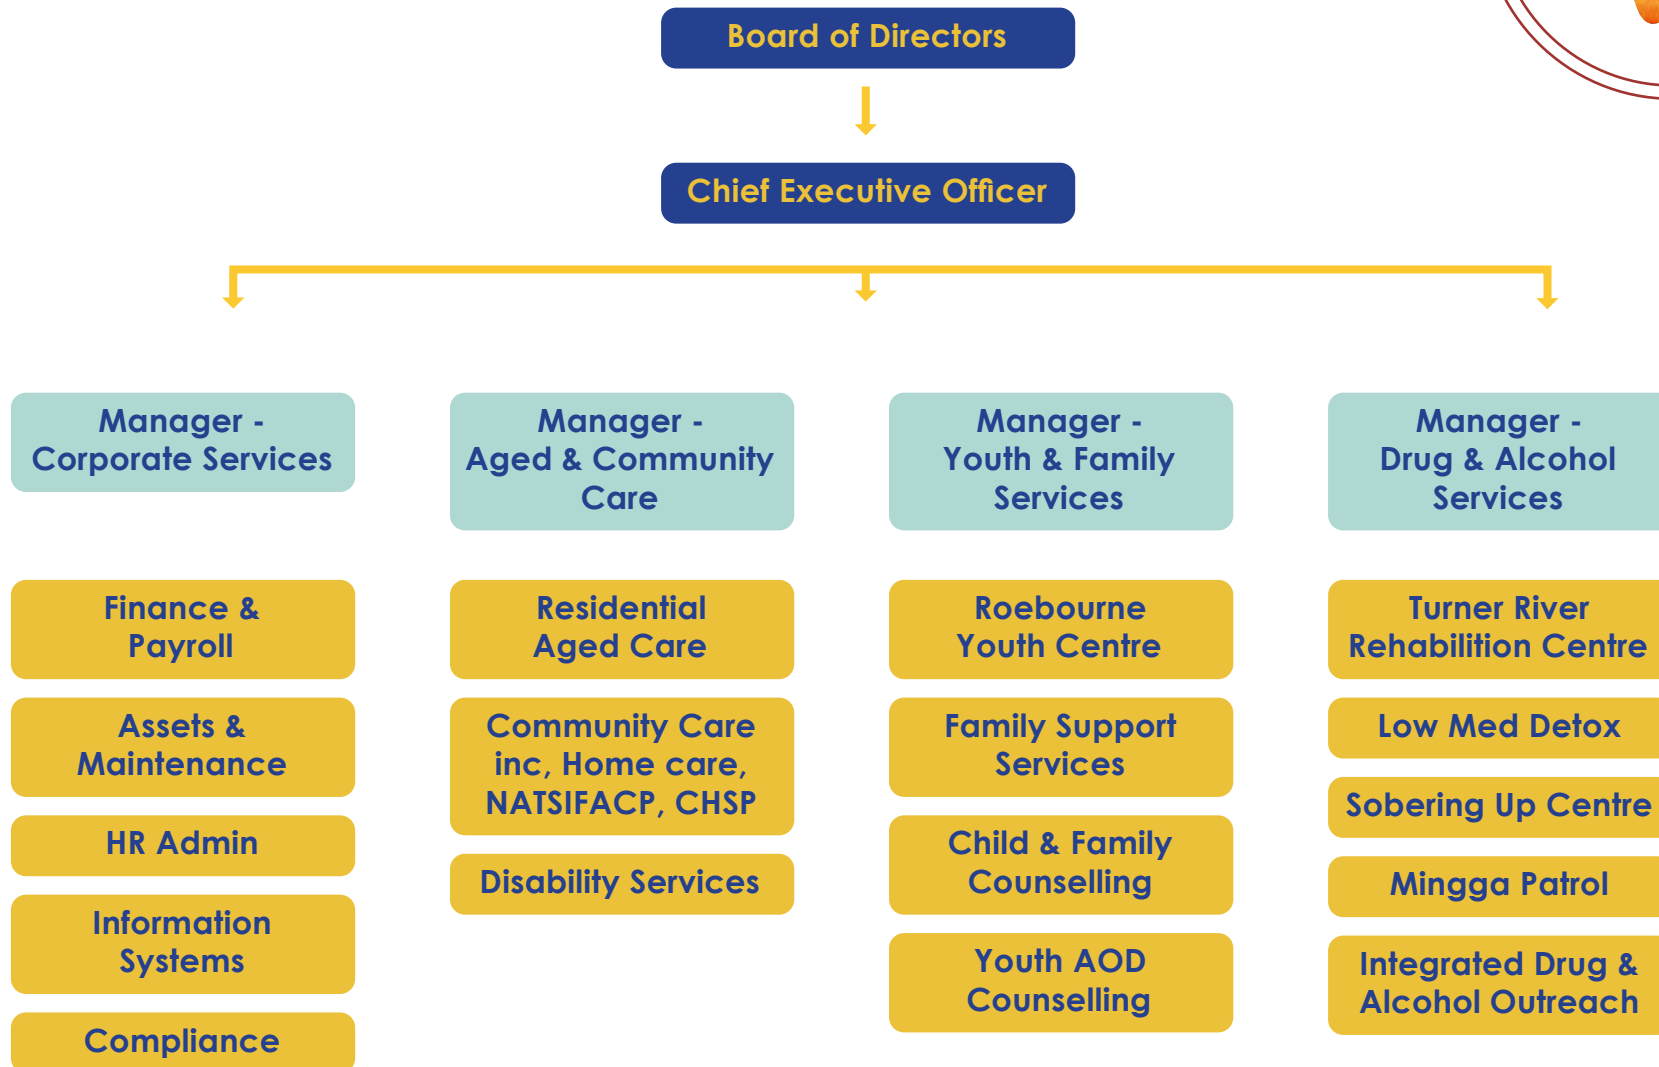 Board of Directors
Chief Executive Officer
Manager -
Corporate Services
Finance &
Payroll
Assets &
Maintenance
HR Admin
Information
Systems
Compliance
Manager -
Aged & Community
Care
Residential
Aged Care
Community Care
inc, Home care,
NATSIFACP, CHSP
Disability Services
Manager -
Youth & Family
Services
Roebourne
Youth Centre
Family Support
Services
Child & Family
Counselling
Youth AOD
Counselling
Manager -
Drug & Alcohol
Services
Turner River
Rehabilition Centre
Low Med Detox
Sobering Up Centre
Mingga Patrol
Integrated Drug &
Alcohol Outreach